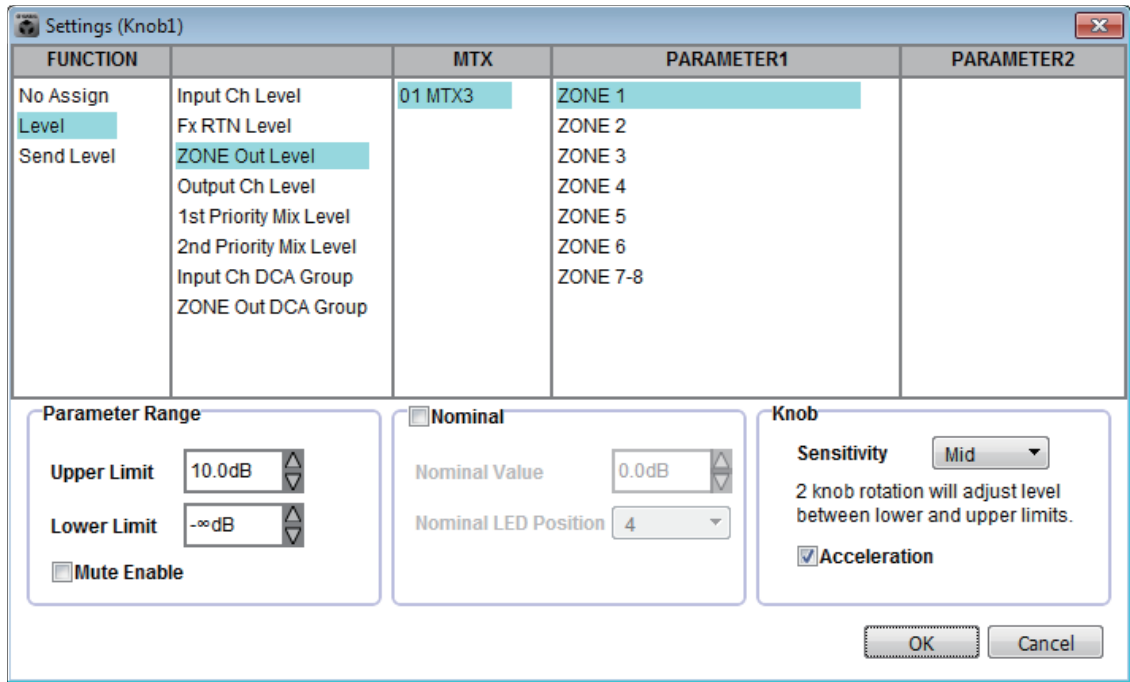 Settings (Knob1)
FUNCTION MTX PARAMETER1 PARAMETER2
No Assign Input Ch Level 01 MTX3 ZONE 1
Level Fx RTN Level ZONE 2
Send Level ZONE Out Level ZONE 3
Output Ch Level ZONE 4
1st Priority Mix Level ZONE 5
2nd Priority Mix Level ZONE 6
Input Ch DCA Group ZONE 7-8
ZONE Out DCA Group
Parameter Range
Upper Limit 10.0dB
Lower Limit -∞dB
Mute Enable
Nominal
Nominal Value 0.0dB
Nominal LED Position 4
Knob
Sensitivity Mid
2 knob rotation will adjust level
between lower and upper limits.
Acceleration
OK Cancel